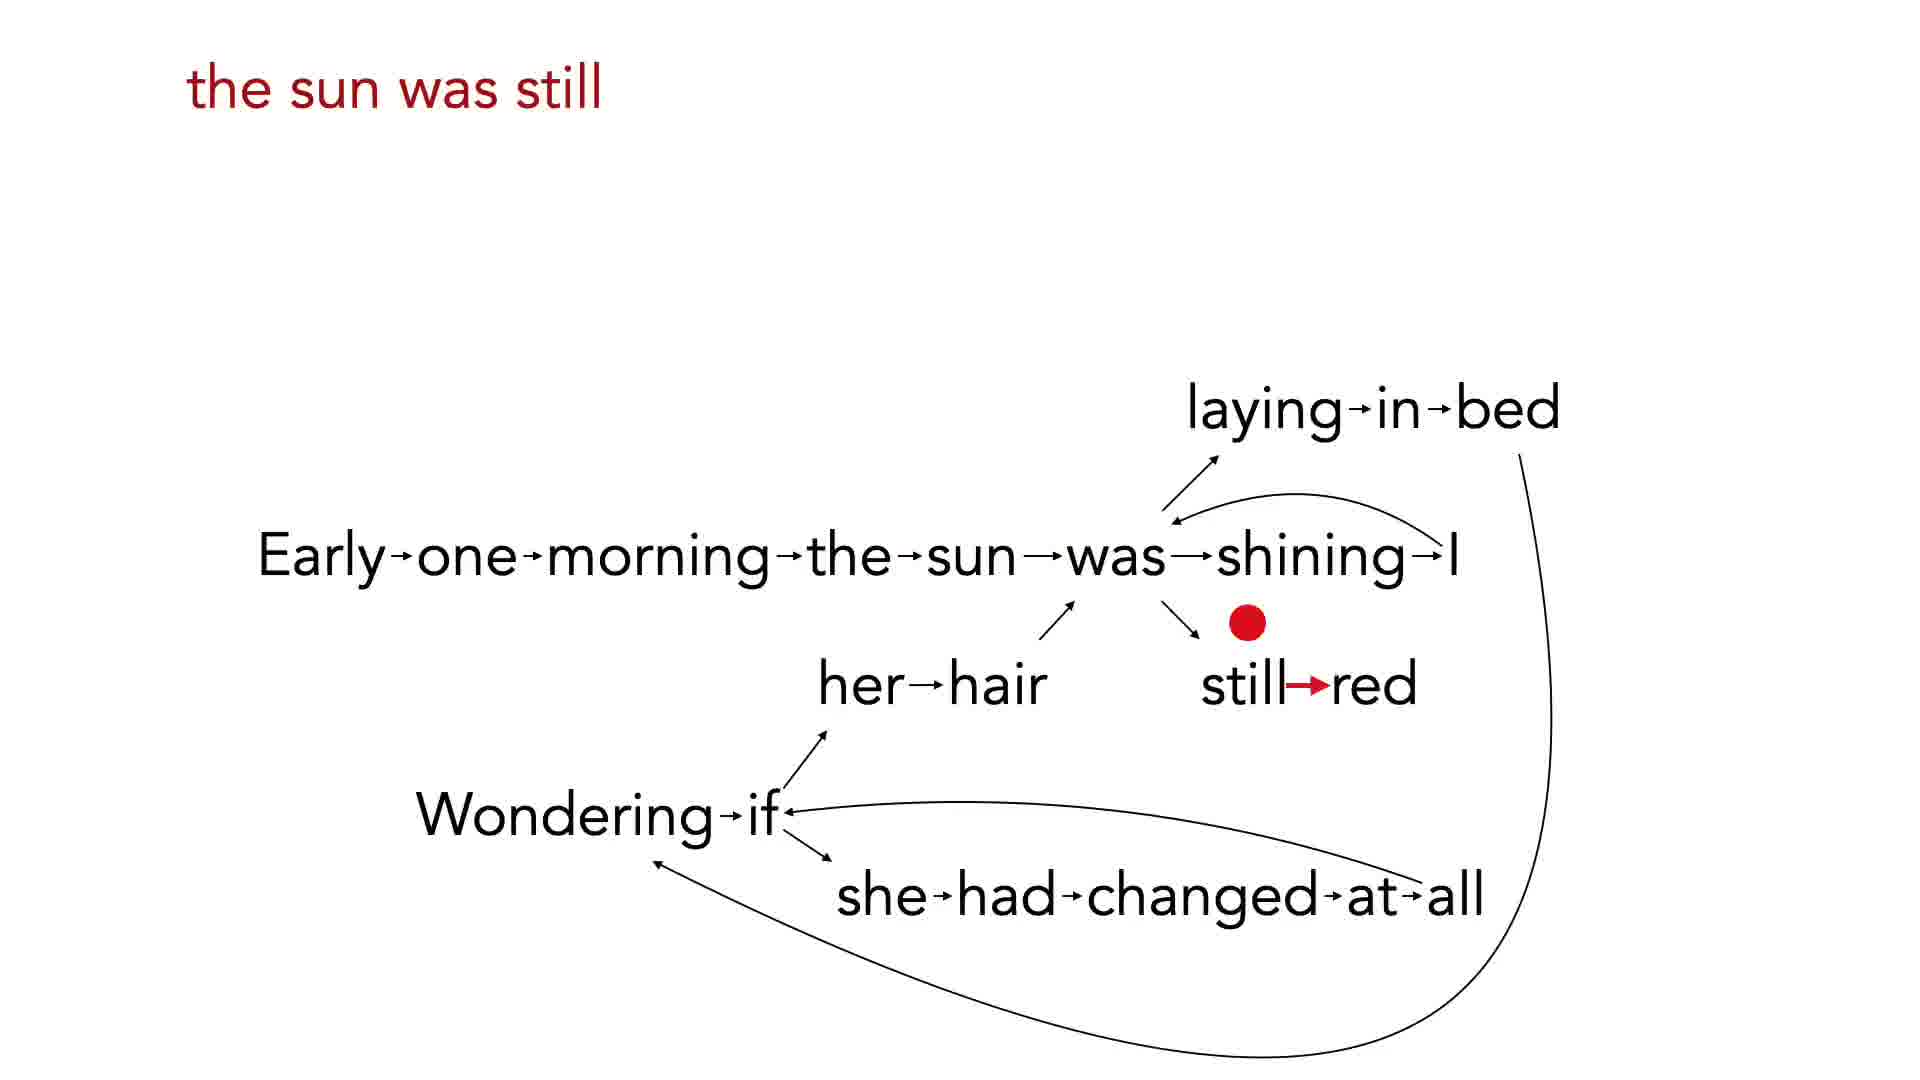 the sun was still
laying in bed
Early one morning the sun was shining I
her hair still red
Wondering if
she had changed at all